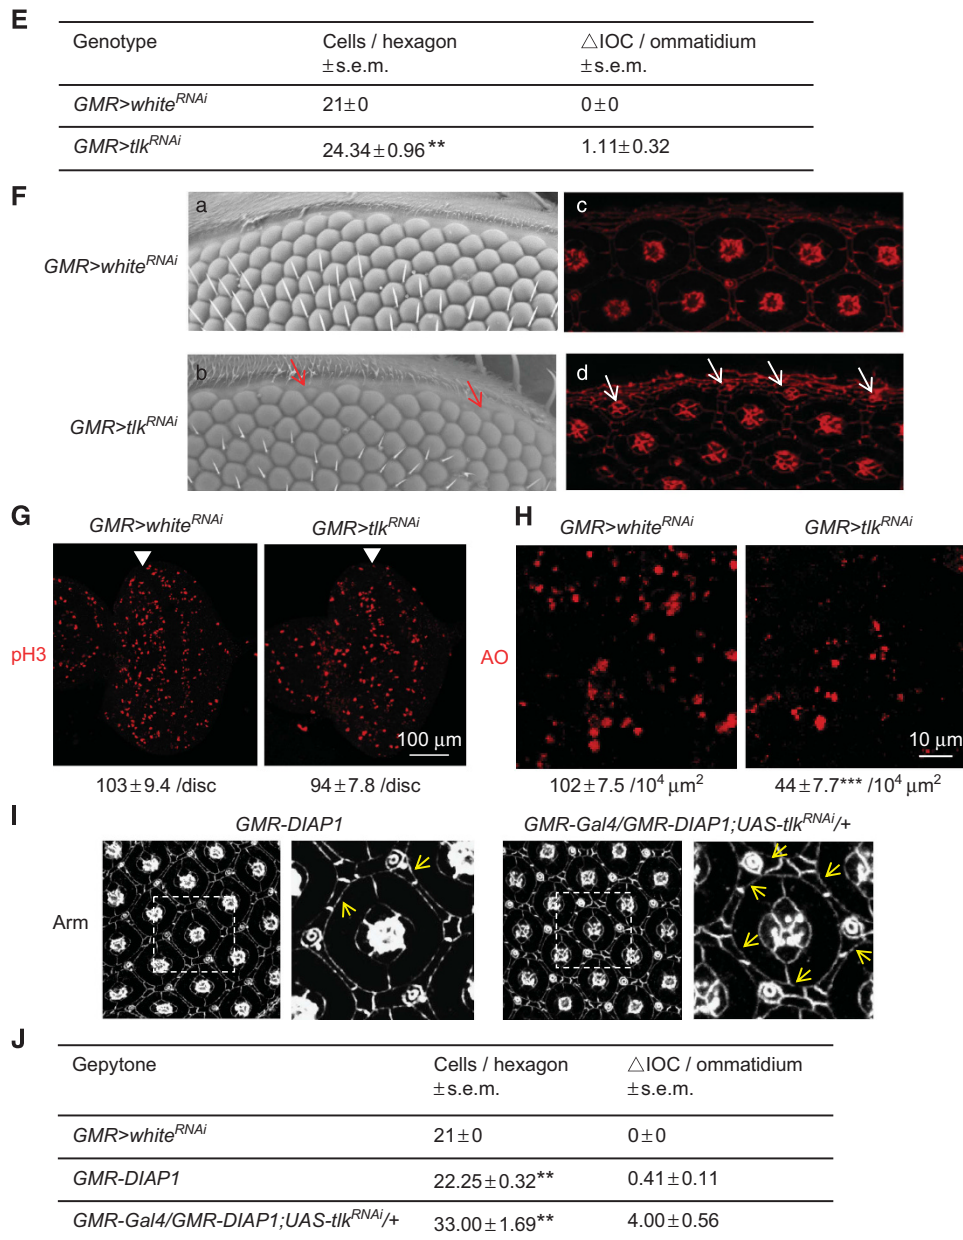 E
Genotype Cells / hexagon △IOC / ommatidium
±s.e.m. ±s.e.m.
GMR>white^RNAi 21±0 0±0
GMR>tlk^RNAi 24.34±0.96** 1.11±0.32
F
a c
GMR>white^RNAi
b d
GMR>tlk^RNAi
G H
GMR>white^RNAi GMR>tlk^RNAi GMR>white^RNAi GMR>tlk^RNAi
pH3 AO
100 μm 10 μm
103±9.4 /disc 94±7.8 /disc 102±7.5 /10^4 μm^2 44±7.7*** /10^4 μm^2
I
GMR-DIAP1 GMR-Gal4/GMR-DIAP1;UAS-tlk^RNAi/+
Arm
J
Gepytone Cells / hexagon △IOC / ommatidium
±s.e.m. ±s.e.m.
GMR>white^RNAi 21±0 0±0
GMR-DIAP1 22.25±0.32** 0.41±0.11
GMR-Gal4/GMR-DIAP1;UAS-tlk^RNAi/+ 33.00±1.69** 4.00±0.56